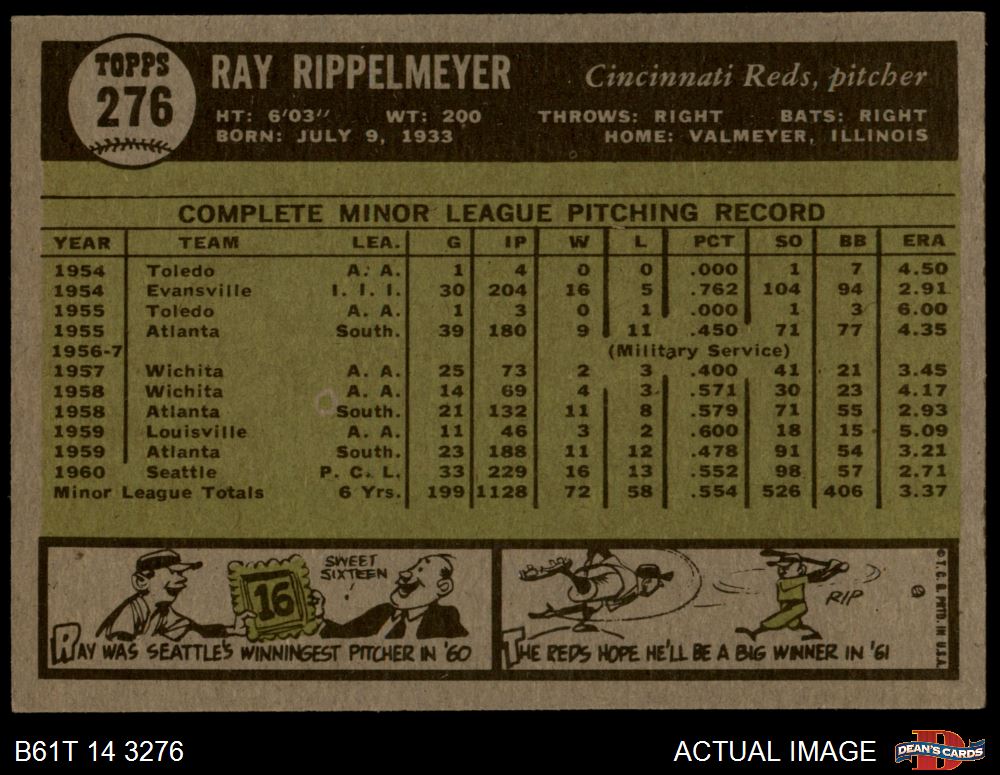 TOPPS
276
RAY RIPPELMEYER
Cincinnati Reds, pitcher
HT: 6'03" WT: 200 THROWS: RIGHT BATS: RIGHT
BORN: JULY 9, 1933 HOME: VALMEYER, ILLINOIS
COMPLETE MINOR LEAGUE PITCHING RECORD
YEAR TEAM LEA. G IP W L PCT SO BB ERA
1954 Toledo A. A. 1 4 0 0 .000 1 7 4.50
1954 Evansville I. I. I. 30 204 16 5 .762 104 94 2.91
1955 Toledo A. A. 1 3 0 1 .000 1 3 6.00
1955 Atlanta South. 39 180 9 11 .450 71 77 4.35
1956-7 (Military Service)
1957 Wichita A. A. 25 73 2 3 .400 41 21 3.45
1958 Wichita A. A. 14 69 4 3 .571 30 23 4.17
1958 Atlanta South. 21 132 11 8 .579 71 55 2.93
1959 Louisville A. A. 11 46 3 2 .600 18 15 5.09
1959 Atlanta South. 23 188 11 12 .478 91 54 3.21
1960 Seattle P. C. L. 33 229 16 13 .552 98 57 2.71
Minor League Totals 6 Yrs. 199 1128 72 58 .554 526 406 3.37
SWEET
SIXTEEN
!
16
RAY WAS SEATTLE'S WINNINGEST PITCHER IN '60
RIP
THE REDS HOPE HE'LL BE A BIG WINNER IN '61
© T. C. G. PRTD. IN U.S.A.
B61T 14 3276
ACTUAL IMAGE
DEAN'S CARDS